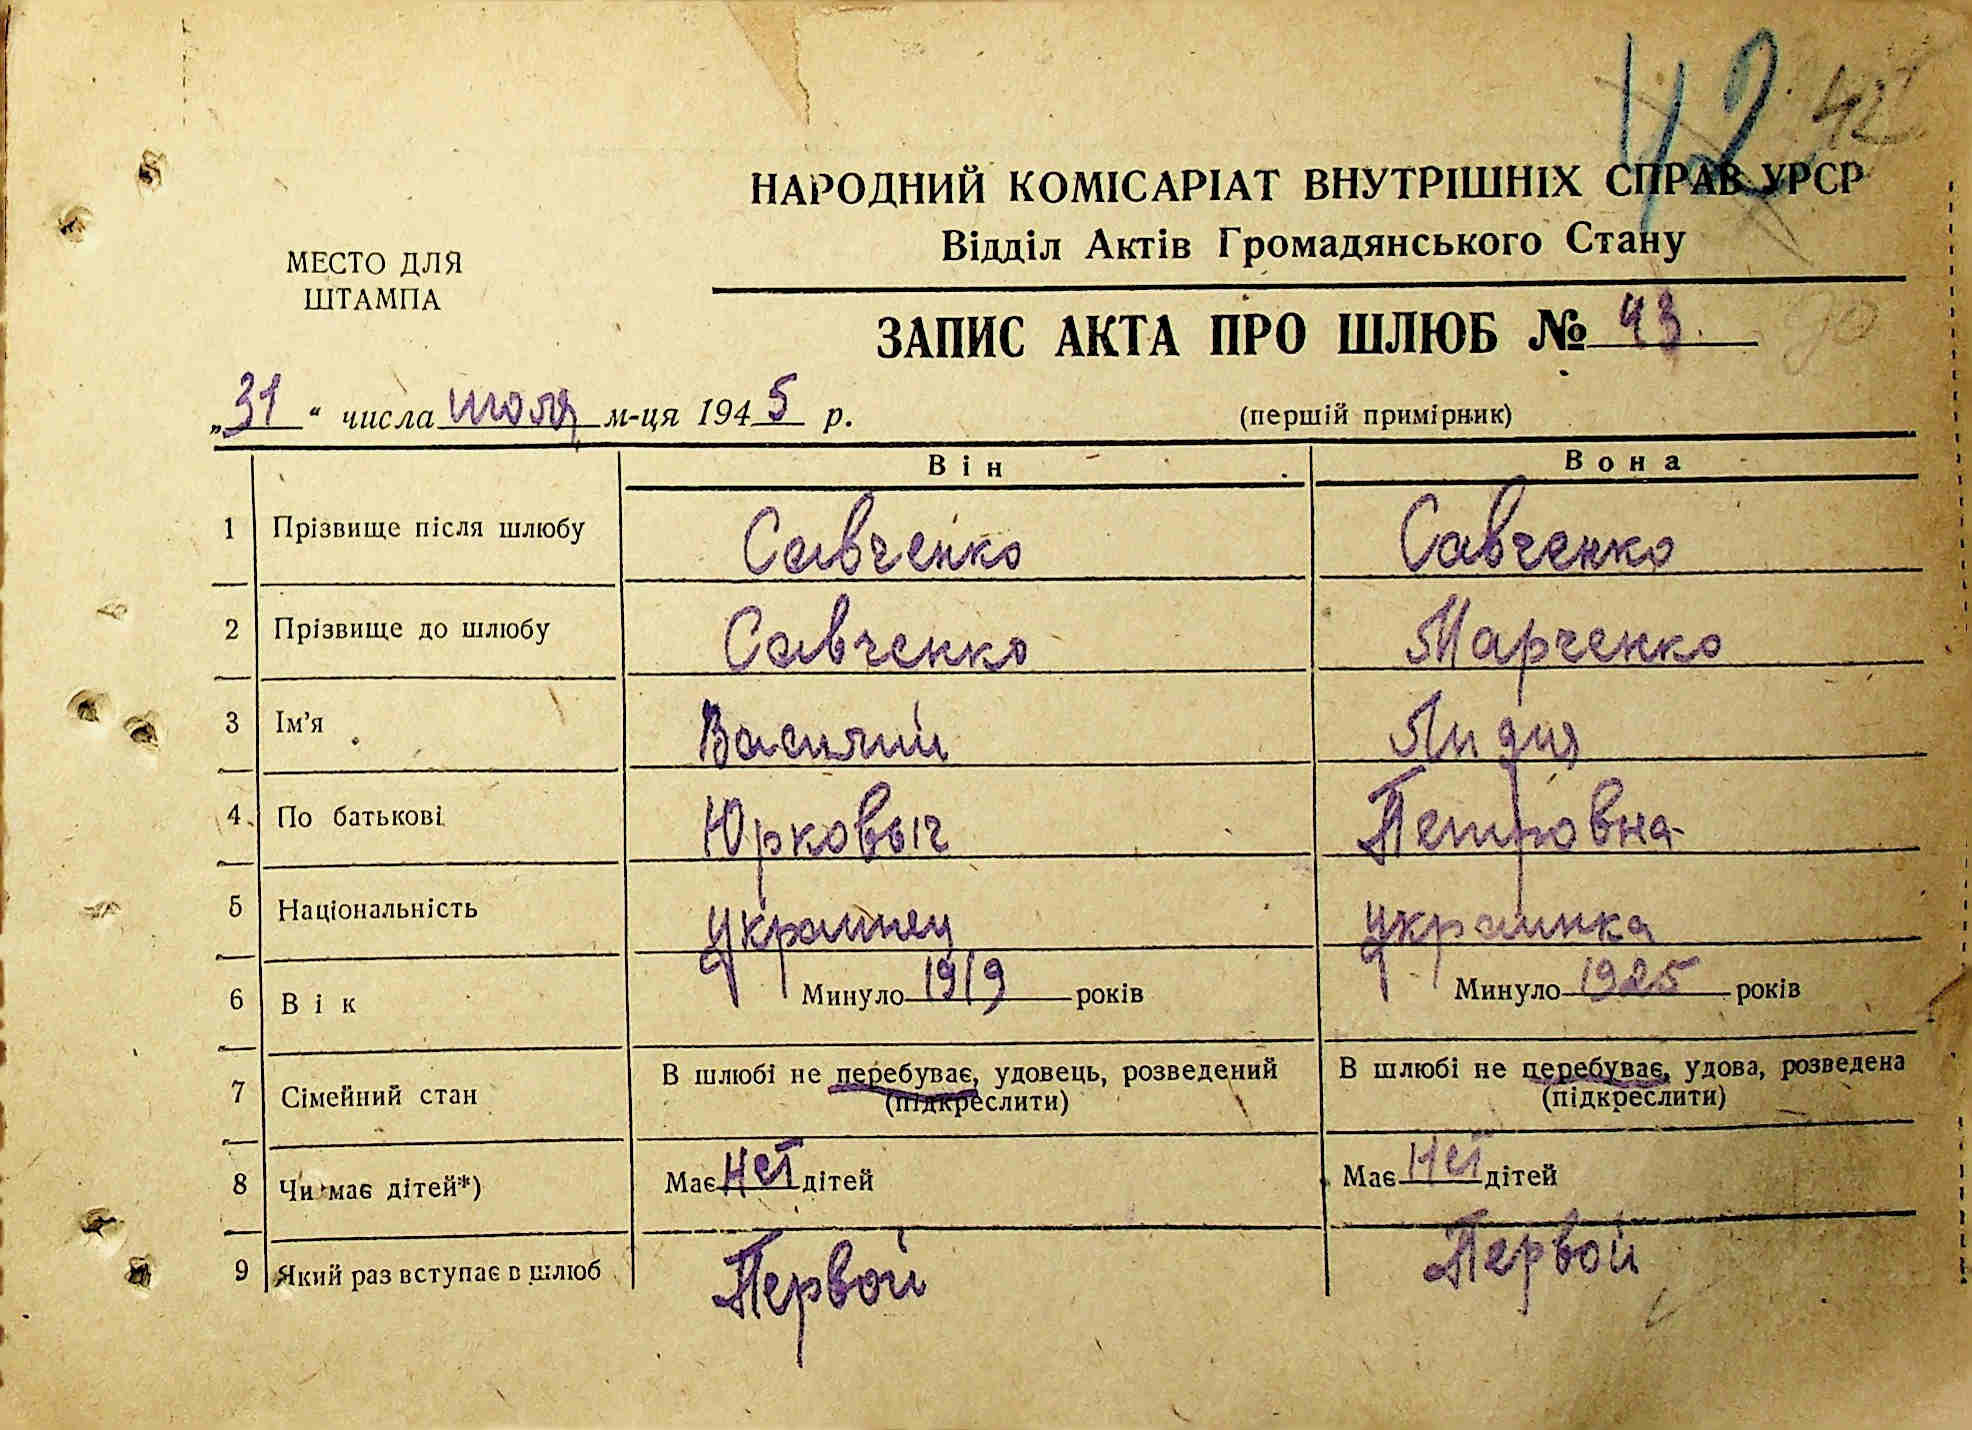 42 42
НАРОДНИЙ КОМІСАРІАТ ВНУТРІШНІХ СПРАВ УРСР
Відділ Актів Громадянського Стану
МЕСТО ДЛЯ
ШТАМПА
ЗАПИС АКТА ПРО ШЛЮБ № 43.
„31“ числа июля м-ця 1945 р. (першій примірник)
Він Вона
1 Прізвище після шлюбу Савченко Савченко
2 Прізвище до шлюбу Савченко Марченко
3 Ім’я Василий Лидия
4 По батькові Юрковыч Петровна
5 Національність Украинец Украинка
6 Вік Минуло 1919 років Минуло 1925 років
7 Сімейний стан В шлюбі не перебуває, удовець, розведений В шлюбі не перебуває, удова, розведена
(підкреслити) (підкреслити)
8 Чи має дітей*) Має нет дітей Має нет дітей
9 Який раз вступає в шлюб Первой Первой